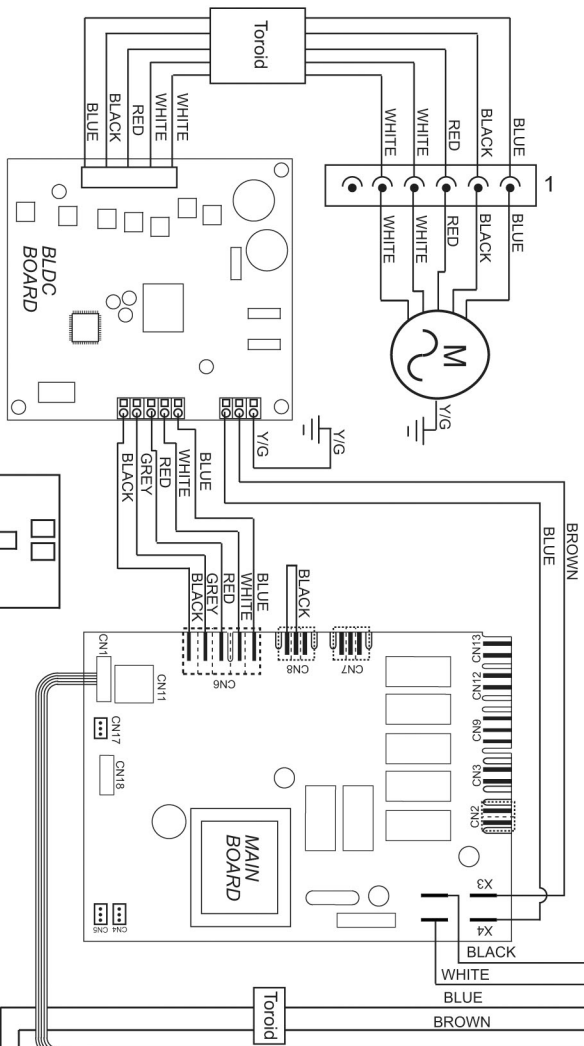 Toroid
BLUE
BLACK
RED
WHITE
WHITE
WHITE
WHITE
RED
BLACK
BLUE
1
WHITE
WHITE
RED
BLACK
BLUE
M
Y/G
BLDC
BOARD
Y/G
Y/G
BLACK
GREY
RED
WHITE
BLUE
BROWN
BLUE
BLACK
GREY
RED
WHITE
BLUE
BLACK
CN6
CN8
CN7
CN13
CN12
CN9
CN3
CN2
CN1
CN11
CN17
CN18
MAIN
BOARD
X3
X4
CN5
CN4
BLACK
WHITE
BLUE
BROWN
Toroid